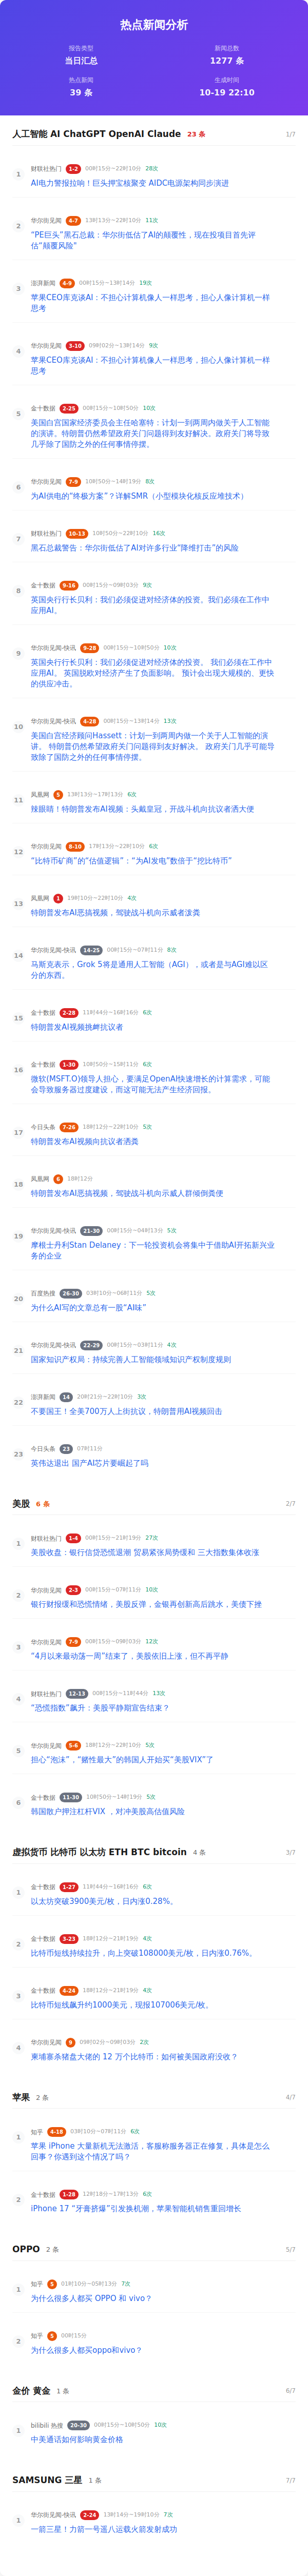 热点新闻分析
报告类型
当日汇总
新闻总数
1277 条
热点新闻
39 条
生成时间
10-19 22:10
人工智能 AI ChatGPT OpenAI Claude 23 条 1/7
1 财联社热门 1-2 00时15分~22时10分 28次
AI电力警报拉响！巨头押宝核聚变 AIDC电源架构同步演进
2 华尔街见闻 4-7 13时13分~22时10分 11次
“PE巨头”黑石总裁：华尔街低估了AI的颠覆性，现在投项目首先评
估“颠覆风险”
3 澎湃新闻 4-9 00时15分~13时14分 19次
苹果CEO库克谈AI：不担心计算机像人一样思考，担心人像计算机一样
思考
4 华尔街见闻 3-10 09时02分~13时14分 9次
苹果CEO库克谈AI：不担心计算机像人一样思考，担心人像计算机一样
思考
5 金十数据 2-25 00时15分~10时50分 10次
美国白宫国家经济委员会主任哈塞特：计划一到两周内做关于人工智能
的演讲。特朗普仍然希望政府关门问题得到友好解决。政府关门将导致
几乎除了国防之外的任何事情停摆。
6 华尔街见闻 7-9 10时50分~14时19分 8次
为AI供电的“终极方案”？详解SMR（小型模块化核反应堆技术）
7 财联社热门 10-13 10时50分~22时10分 16次
黑石总裁警告：华尔街低估了AI对许多行业“降维打击”的风险
8 金十数据 9-16 00时15分~09时03分 9次
英国央行行长贝利：我们必须促进对经济体的投资。我们必须在工作中
应用AI。
9 华尔街见闻-快讯 9-28 00时15分~10时50分 10次
英国央行行长贝利：我们必须促进对经济体的投资。 我们必须在工作中
应用AI。 英国脱欧对经济产生了负面影响。 预计会出现大规模的、更快
的供应冲击。
10 华尔街见闻-快讯 4-28 00时15分~13时14分 13次
美国白宫经济顾问Hassett：计划一到两周内做一个关于人工智能的演
讲。 特朗普仍然希望政府关门问题得到友好解决。 政府关门几乎可能导
致除了国防之外的任何事情停摆。
11 凤凰网 5 13时13分~17时13分 6次
辣眼睛！特朗普发布AI视频：头戴皇冠，开战斗机向抗议者洒大便
12 华尔街见闻 8-10 17时13分~22时10分 6次
“比特币矿商”的“估值逻辑”：“为AI发电”数倍于“挖比特币”
13 凤凰网 1 19时10分~22时10分 4次
特朗普发布AI恶搞视频，驾驶战斗机向示威者泼粪
14 华尔街见闻-快讯 14-25 00时15分~07时11分 8次
马斯克表示，Grok 5将是通用人工智能（AGI），或者是与AGI难以区
分的东西。
15 金十数据 2-28 11时44分~16时16分 6次
特朗普发AI视频挑衅抗议者
16 金十数据 1-30 10时50分~15时11分 6次
微软(MSFT.O)领导人担心，要满足OpenAI快速增长的计算需求，可能
会导致服务器过度建设，而这可能无法产生经济回报。
17 今日头条 7-26 18时12分~22时10分 5次
特朗普发布AI视频向抗议者洒粪
18 凤凰网 6 18时12分
特朗普发布AI恶搞视频，驾驶战斗机向示威人群倾倒粪便
19 华尔街见闻-快讯 21-30 00时15分~04时13分 5次
摩根士丹利Stan Delaney：下一轮投资机会将集中于借助AI开拓新兴业
务的企业
20 百度热搜 26-30 03时10分~06时11分 5次
为什么AI写的文章总有一股“AI味”
21 华尔街见闻-快讯 22-29 00时15分~03时11分 4次
国家知识产权局：持续完善人工智能领域知识产权制度规则
22 澎湃新闻 14 20时21分~22时10分 3次
不要国王！全美700万人上街抗议，特朗普用AI视频回击
23 今日头条 23 07时11分
英伟达退出 国产AI芯片要崛起了吗
美股 6 条 2/7
1 财联社热门 1-4 00时15分~21时19分 27次
美股收盘：银行信贷恐慌退潮 贸易紧张局势缓和 三大指数集体收涨
2 华尔街见闻 2-3 00时15分~07时11分 10次
银行财报缓和恐慌情绪，美股反弹，金银再创新高后跳水，美债下挫
3 华尔街见闻 7-9 00时15分~09时03分 12次
“4月以来最动荡一周”结束了，美股依旧上涨，但不再平静
4 财联社热门 12-13 00时15分~11时44分 13次
“恐慌指数”飙升：美股平静期宣告结束？
5 华尔街见闻 5-6 18时12分~22时10分 5次
担心“泡沫”，“赌性最大”的韩国人开始买“美股VIX”了
6 金十数据 11-30 10时50分~14时19分 5次
韩国散户押注杠杆VIX ，对冲美股高估值风险
虚拟货币 比特币 以太坊 ETH BTC bitcoin 4 条 3/7
1 金十数据 1-27 11时44分~16时16分 6次
以太坊突破3900美元/枚，日内涨0.28%。
2 金十数据 3-23 18时12分~21时19分 4次
比特币短线持续拉升，向上突破108000美元/枚，日内涨0.76%。
3 金十数据 4-24 18时12分~21时19分 4次
比特币短线飙升约1000美元，现报107006美元/枚。
4 华尔街见闻 9 09时02分~09时03分 2次
柬埔寨杀猪盘大佬的 12 万个比特币：如何被美国政府没收？
苹果 2 条 4/7
1 知乎 4-18 03时10分~07时11分 6次
苹果 iPhone 大量新机无法激活，客服称服务器正在修复，具体是怎么
回事？你遇到这个情况了吗？
2 金十数据 1-28 12时19分~17时13分 6次
iPhone 17 “牙膏挤爆”引发换机潮，苹果智能机销售重回增长
OPPO 2 条 5/7
1 知乎 5 01时10分~05时13分 7次
为什么很多人都买 OPPO 和 vivo？
2 知乎 5 00时15分
为什么很多人都买oppo和vivo？
金价 黄金 1 条 6/7
1 bilibili 热搜 20-30 00时15分~10时50分 10次
中美通话如何影响黄金价格
SAMSUNG 三星 1 条 7/7
1 华尔街见闻-快讯 2-24 13时14分~19时10分 7次
一箭三星！力箭一号遥八运载火箭发射成功